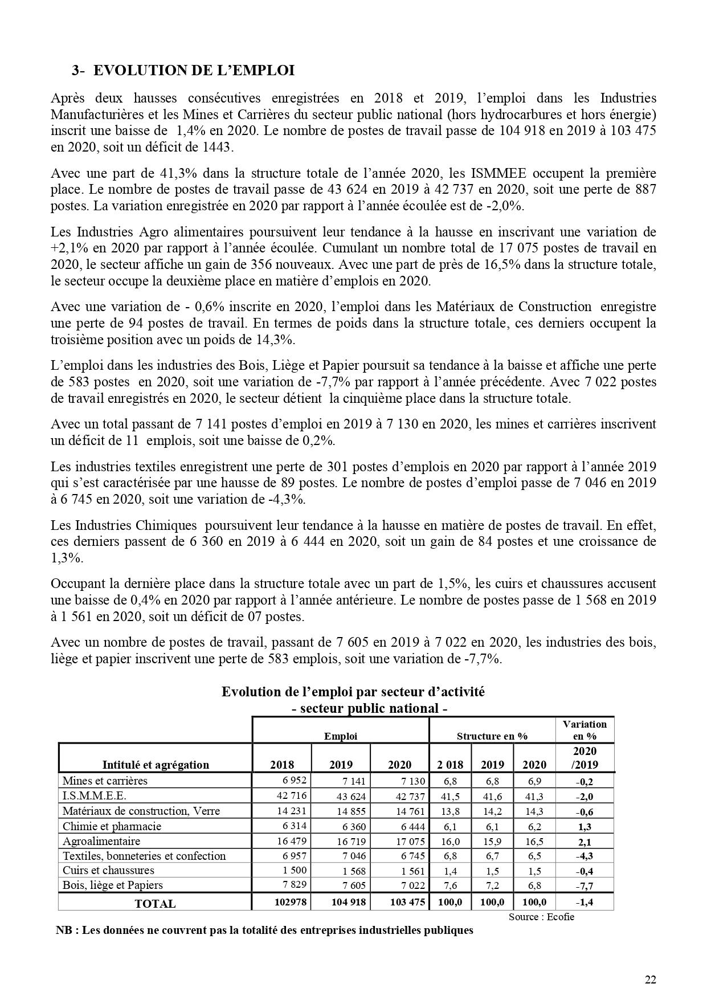 3- EVOLUTION DE L’EMPLOI
Après deux hausses consécutives enregistrées en 2018 et 2019, l’emploi dans les Industries
Manufacturières et les Mines et Carrières du secteur public national (hors hydrocarbures et hors énergie)
inscrit une baisse de 1,4% en 2020. Le nombre de postes de travail passe de 104 918 en 2019 à 103 475
en 2020, soit un déficit de 1443.
Avec une part de 41,3% dans la structure totale de l’année 2020, les ISMMEE occupent la première
place. Le nombre de postes de travail passe de 43 624 en 2019 à 42 737 en 2020, soit une perte de 887
postes. La variation enregistrée en 2020 par rapport à l’année écoulée est de -2,0%.
Les Industries Agro alimentaires poursuivent leur tendance à la hausse en inscrivant une variation de
+2,1% en 2020 par rapport à l’année écoulée. Cumulant un nombre total de 17 075 postes de travail en
2020, le secteur affiche un gain de 356 nouveaux. Avec une part de près de 16,5% dans la structure totale,
le secteur occupe la deuxième place en matière d’emplois en 2020.
Avec une variation de - 0,6% inscrite en 2020, l’emploi dans les Matériaux de Construction enregistre
une perte de 94 postes de travail. En termes de poids dans la structure totale, ces derniers occupent la
troisième position avec un poids de 14,3%.
L’emploi dans les industries des Bois, Liège et Papier poursuit sa tendance à la baisse et affiche une perte
de 583 postes en 2020, soit une variation de -7,7% par rapport à l’année précédente. Avec 7 022 postes
de travail enregistrés en 2020, le secteur détient la cinquième place dans la structure totale.
Avec un total passant de 7 141 postes d’emploi en 2019 à 7 130 en 2020, les mines et carrières inscrivent
un déficit de 11 emplois, soit une baisse de 0,2%.
Les industries textiles enregistrent une perte de 301 postes d’emplois en 2020 par rapport à l’année 2019
qui s’est caractérisée par une hausse de 89 postes. Le nombre de postes d’emploi passe de 7 046 en 2019
à 6 745 en 2020, soit une variation de -4,3%.
Les Industries Chimiques poursuivent leur tendance à la hausse en matière de postes de travail. En effet,
ces derniers passent de 6 360 en 2019 à 6 444 en 2020, soit un gain de 84 postes et une croissance de
1,3%.
Occupant la dernière place dans la structure totale avec un part de 1,5%, les cuirs et chaussures accusent
une baisse de 0,4% en 2020 par rapport à l’année antérieure. Le nombre de postes passe de 1 568 en 2019
à 1 561 en 2020, soit un déficit de 07 postes.
Avec un nombre de postes de travail, passant de 7 605 en 2019 à 7 022 en 2020, les industries des bois,
liège et papier inscrivent une perte de 583 emplois, soit une variation de -7,7%.
Evolution de l’emploi par secteur d’activité
- secteur public national -
Emploi Structure en % Variation en %
Intitulé et agrégation 2018 2019 2020 2 018 2019 2020 2020 /2019
Mines et carrières 6 952 7 141 7 130 6,8 6,8 6,9 -0,2
I.S.M.M.E.E. 42 716 43 624 42 737 41,5 41,6 41,3 -2,0
Matériaux de construction, Verre 14 231 14 855 14 761 13,8 14,2 14,3 -0,6
Chimie et pharmacie 6 314 6 360 6 444 6,1 6,1 6,2 1,3
Agroalimentaire 16 479 16 719 17 075 16,0 15,9 16,5 2,1
Textiles, bonneteries et confection 6 957 7 046 6 745 6,8 6,7 6,5 -4,3
Cuirs et chaussures 1 500 1 568 1 561 1,4 1,5 1,5 -0,4
Bois, liège et Papiers 7 829 7 605 7 022 7,6 7,2 6,8 -7,7
TOTAL 102978 104 918 103 475 100,0 100,0 100,0 -1,4
Source : Ecofie
NB : Les données ne couvrent pas la totalité des entreprises industrielles publiques
22